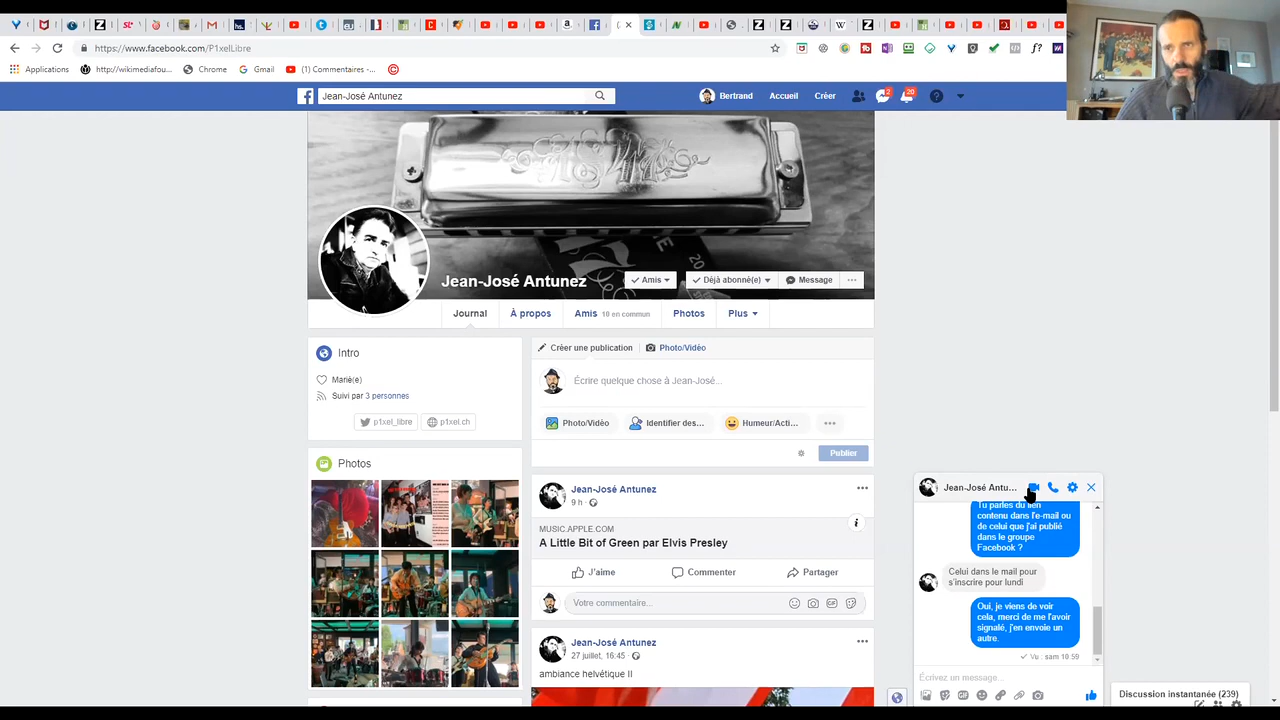 https://www.facebook.com/P1xelLibre
Applications
http://wikimediafou...
Chrome
Gmail
(1) Commentaires -...
Jean-José Antunez
Bertrand
Accueil
Créer
2
20
Jean-José Antunez
Amis
Déjà abonné(e)
Message
Journal
À propos
Amis 10 en commun
Photos
Plus
Intro
Marié(e)
Suivi par 3 personnes
p1xel_libre
p1xel.ch
Photos
Créer une publication
Photo/Vidéo
Écrire quelque chose à Jean-José...
Photo/Vidéo
Identifier des...
Humeur/Acti...
Publier
Jean-José Antunez
9 h
MUSIC.APPLE.COM
A Little Bit of Green par Elvis Presley
J'aime
Commenter
Partager
Votre commentaire...
Jean-José Antunez
27 juillet, 16:45
ambiance helvétique II
Jean-José Antu...
Tu parles du lien
contenu dans l'e-mail ou
de celui que j'ai publié
dans le groupe
Facebook ?
Celui dans le mail pour
s'inscrire pour lundi
Oui, je viens de voir
cela, merci de me l'avoir
signalé, j'en envoie un
autre.
Vu : sam 10:59
Écrivez un message...
Discussion instantanée (239)